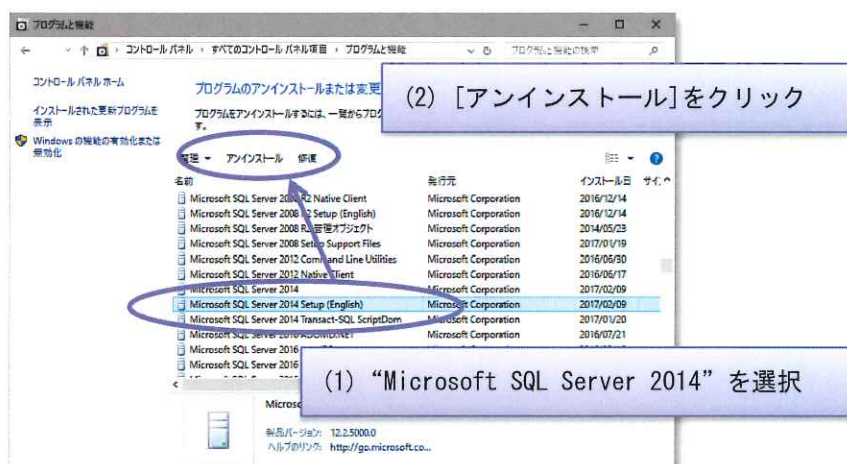 プログラムと機能
コントロール パネル › すべてのコントロール パネル項目 › プログラムと機能
プログラムと機能の検索
コントロール パネル ホーム
プログラムのアンインストールまたは変更
(2) [アンインストール]をクリック
インストールされた更新プログラムを
表示
プログラムをアンインストールするには、一覧からプロ
す。
Windows の機能の有効化または
無効化
管理 アンインストール 修復
名前 発行元 インストール日 サイ
Microsoft SQL Server 2008 R2 Native Client Microsoft Corporation 2016/12/14
Microsoft SQL Server 2008 R2 Setup (English) Microsoft Corporation 2016/12/14
Microsoft SQL Server 2008 R2 管理オブジェクト Microsoft Corporation 2014/05/23
Microsoft SQL Server 2008 Setup Support Files Microsoft Corporation 2017/01/19
Microsoft SQL Server 2012 Command Line Utilities Microsoft Corporation 2016/06/30
Microsoft SQL Server 2012 Native Client Microsoft Corporation 2016/06/17
Microsoft SQL Server 2014 Microsoft Corporation 2017/02/09
Microsoft SQL Server 2014 Setup (English) Microsoft Corporation 2017/02/09
Microsoft SQL Server 2014 Transact-SQL ScriptDom Microsoft Corporation 2017/01/20
Microsoft SQL Server 2016 ADOMD.NET Microsoft Corporation 2016/07/21
Microsoft SQL Server 2016
Microsoft SQL Server 2016
(1) “Microsoft SQL Server 2014” を選択
Microso
製品バージョン: 12.2.5000.0
ヘルプのリンク: http://go.microsoft.co...